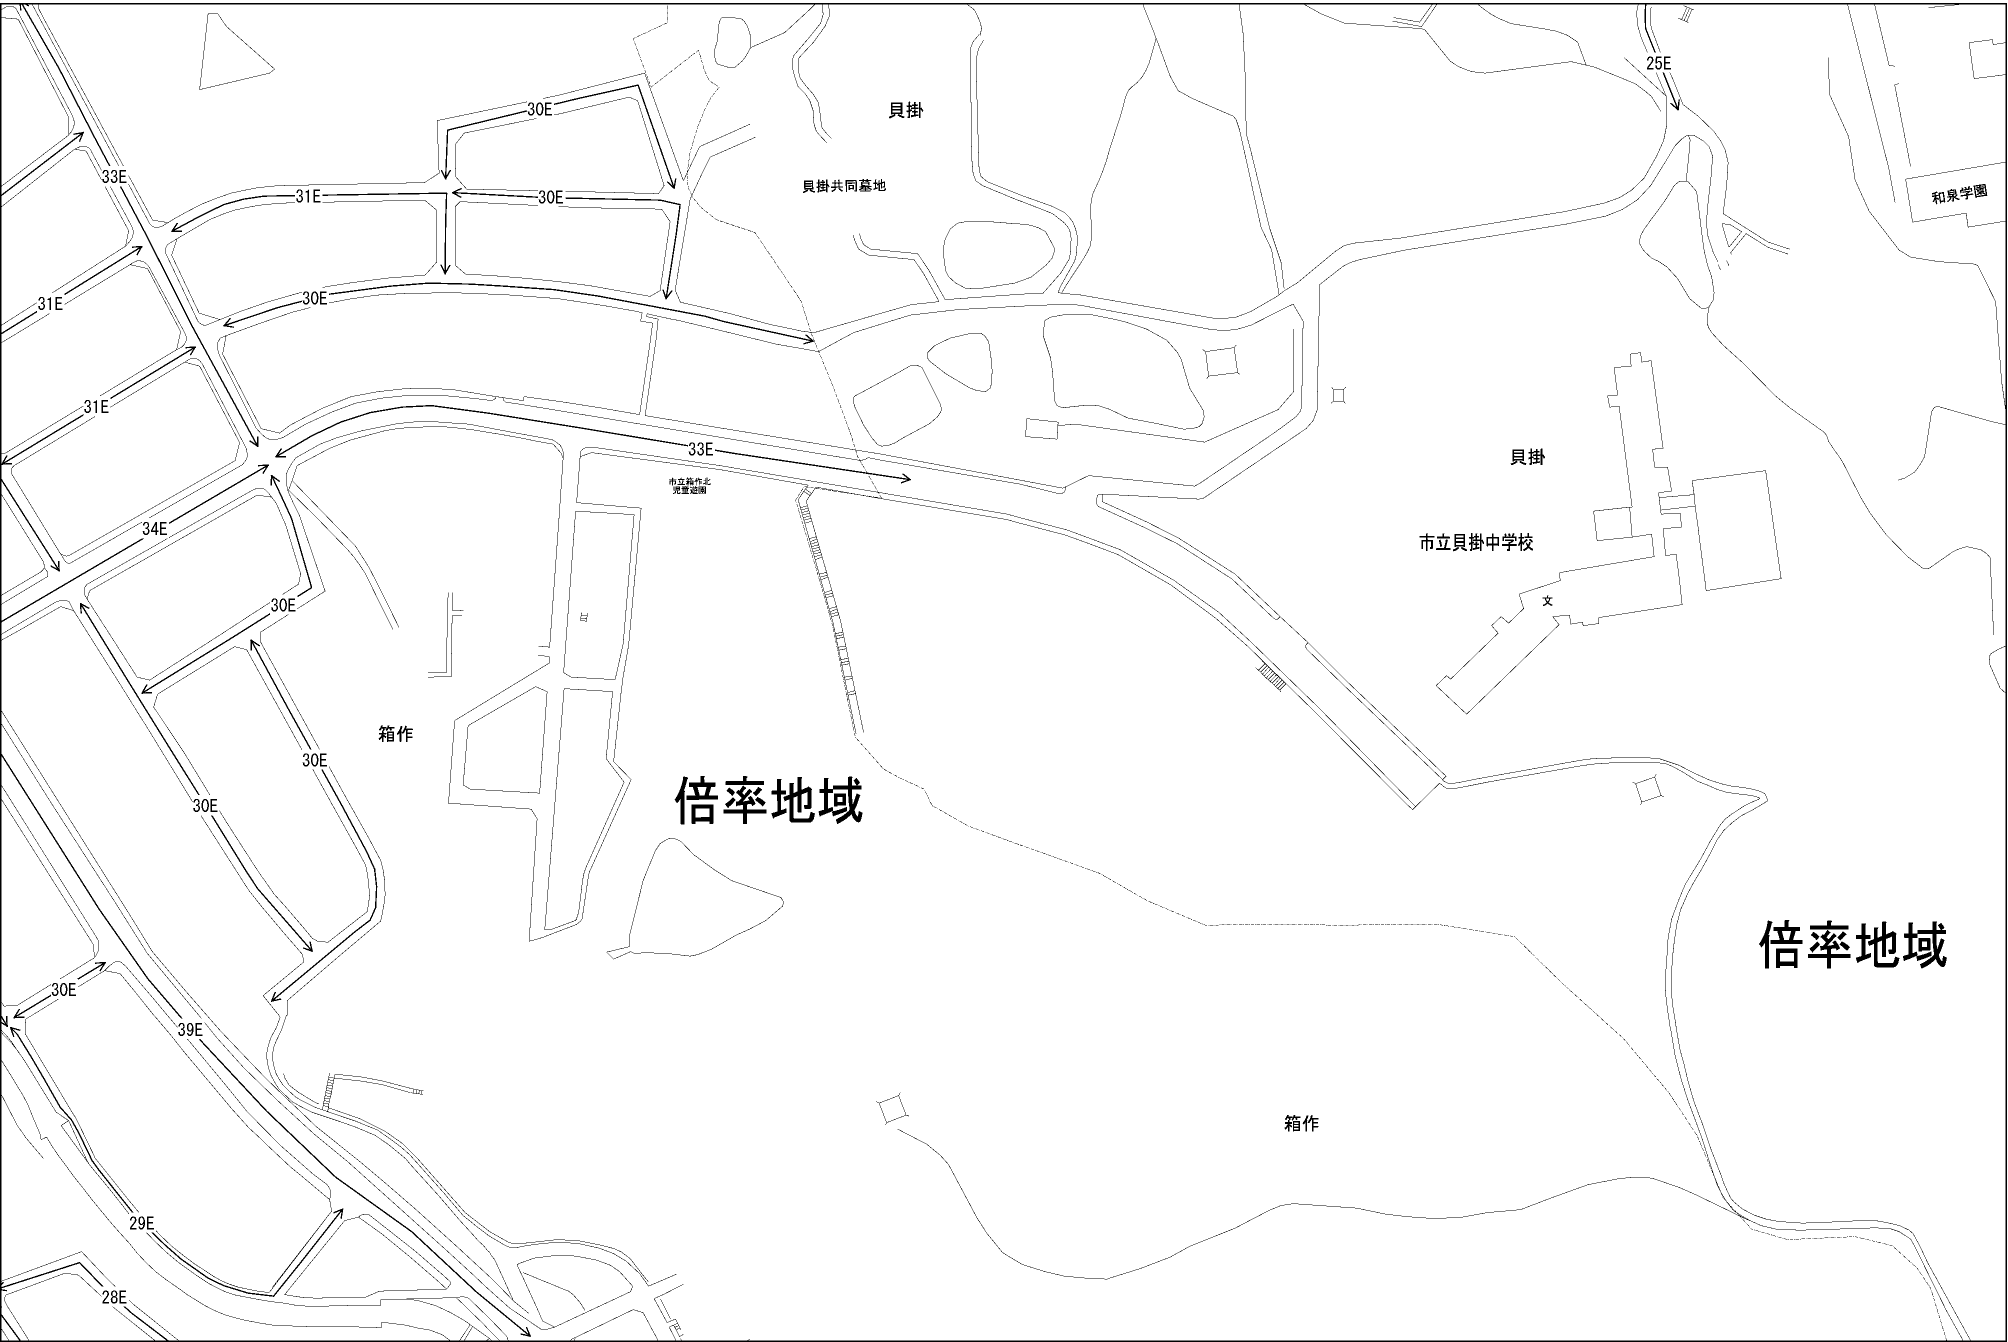 25E
30E
貝掛
33E
貝掛共同墓地
31E
30E
和泉学園
31E
30E
31E
33E
貝掛
市立箱作北
児童遊園
34E
市立貝掛中学校
文
30E
箱作
30E
30E
倍率地域
倍率地域
30E
39E
箱作
29E
28E